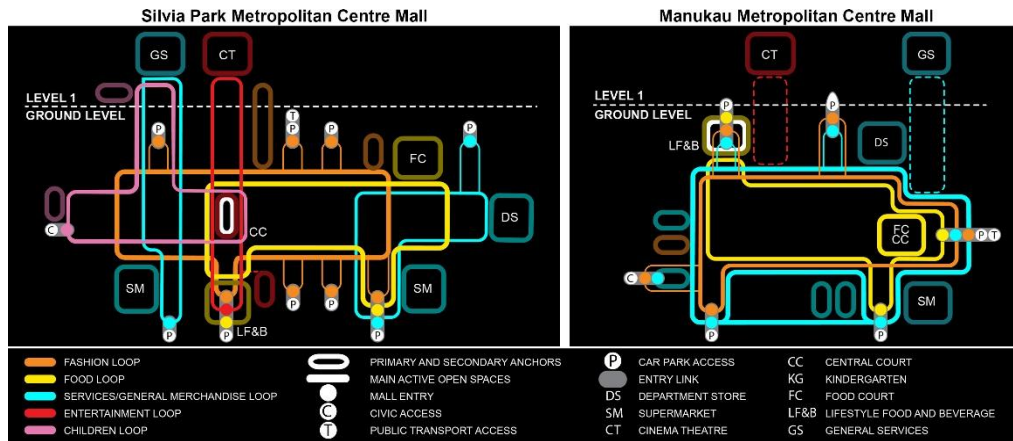 Silvia Park Metropolitan Centre Mall
Manukau Metropolitan Centre Mall
GS
CT
LEVEL 1
GROUND LEVEL
P
T
P
P
P
FC
C
CC
DS
SM
SM
P
P
LF&B
P
P
P
CT
GS
LEVEL 1
GROUND LEVEL
P
P
LF&B
DS
FC
CC
P
T
C
SM
P
P
FASHION LOOP
FOOD LOOP
SERVICES/GENERAL MERCHANDISE LOOP
ENTERTAINMENT LOOP
CHILDREN LOOP
PRIMARY AND SECONDARY ANCHORS
MAIN ACTIVE OPEN SPACES
MALL ENTRY
C CIVIC ACCESS
T PUBLIC TRANSPORT ACCESS
P CAR PARK ACCESS
ENTRY LINK
DS DEPARTMENT STORE
SM SUPERMARKET
CT CINEMA THEATRE
CC CENTRAL COURT
KG KINDERGARTEN
FC FOOD COURT
LF&B LIFESTYLE FOOD AND BEVERAGE
GS GENERAL SERVICES